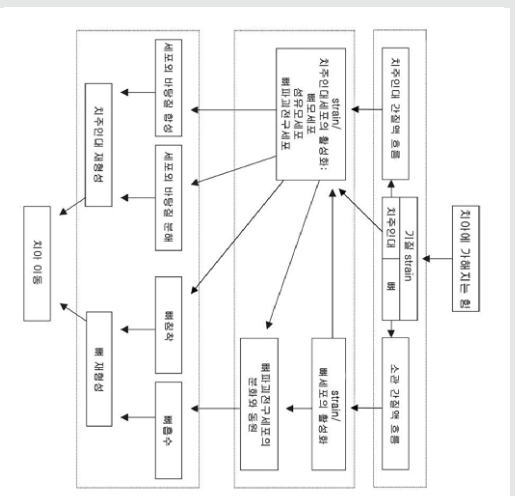 치아에 가해지는 힘
치주인대 간질액 흐름
기질 strain
치주인대 뼈
소관 간질액 흐름
strain/
치주인대세포의 활성화:
뼈모세포
섬유모세포
뼈파괴전구세포
strain/
뼈세포의 활성화
뼈파괴전구세포의
분화와 동원
세포외 바탕질 합성
세포외 바탕질 분해
뼈침착
뼈흡수
치주인대 재형성
뼈 재형성
치아 이동